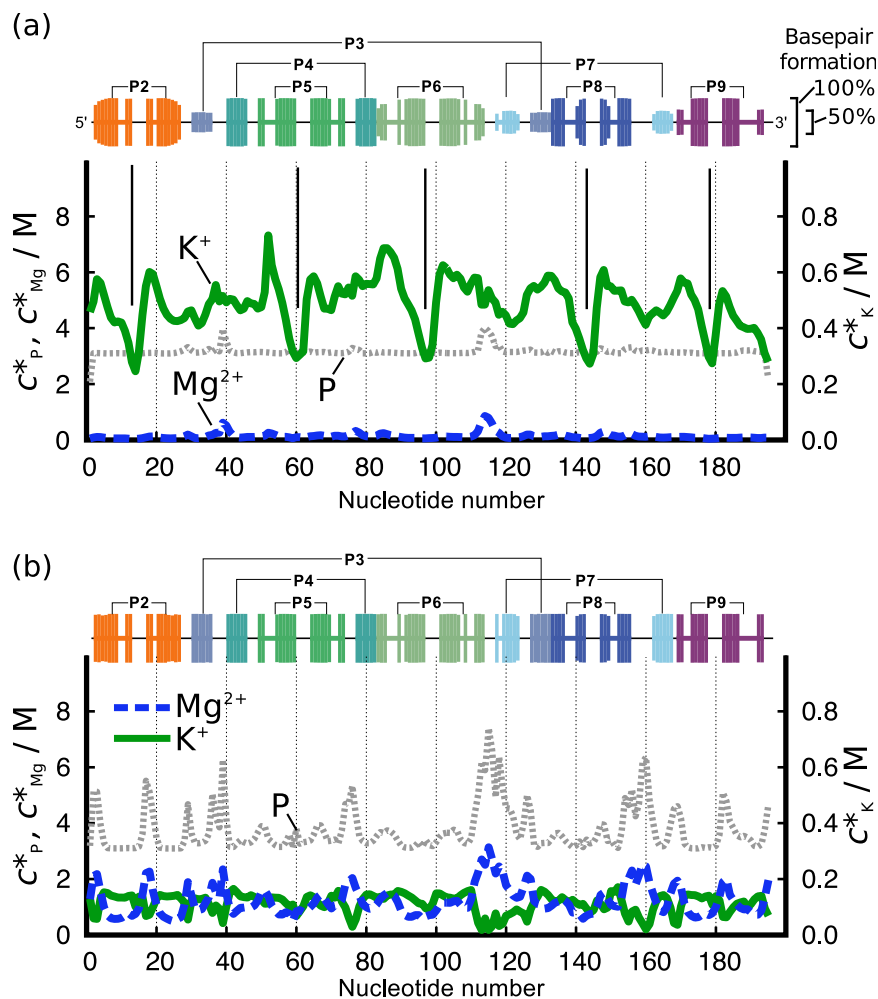 (a)
P3
P7
Basepair
formation
P4
P2
P5
P6
P8
P9
100%
50%
5'
3'
8
6
4
2
0
c*P, c*Mg / M
K+
Mg2+
P
0.8
0.6
0.4
0.2
0.0
c*K / M
0 20 40 60 80 100 120 140 160 180
Nucleotide number
(b)
P3
P4
P7
P2
P5
P6
P8
P9
8
6
4
2
0
c*P, c*Mg / M
Mg2+
K+
P
0.8
0.6
0.4
0.2
0.0
c*K / M
0 20 40 60 80 100 120 140 160 180
Nucleotide number